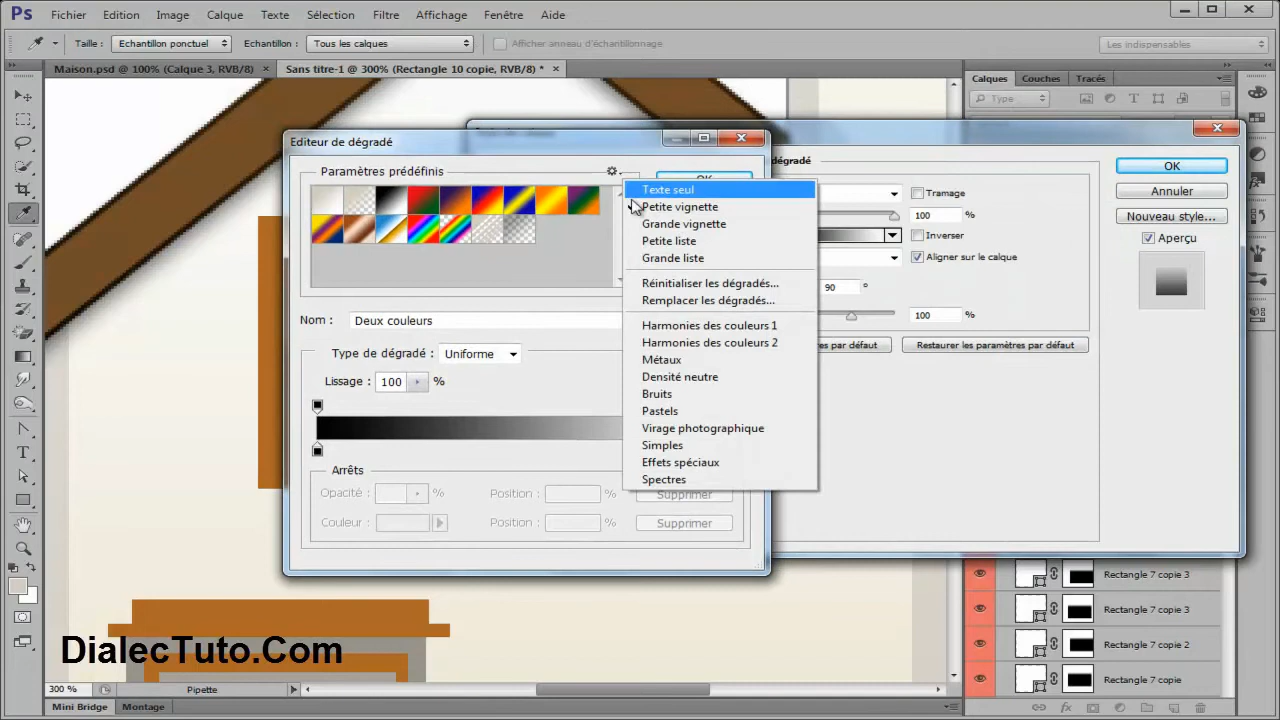 Ps Fichier Edition Image Calque Texte Sélection Filtre Affichage Fenêtre Aide
Taille : Echantillon ponctuel Echantillon : Tous les calques Afficher anneau d'échantillonnage Les indispensables
Maison.psd @ 100% (Calque 3, RVB/8) × Sans titre-1 @ 300% (Rectangle 10 copie, RVB/8) * × Calques Couches Tracés
Type
Editeur de dégradé
Paramètres prédéfinis
OK
Texte seul
Petite vignette
Grande vignette
Petite liste
Grande liste
Réinitialiser les dégradés...
Remplacer les dégradés...
Harmonies des couleurs 1
Harmonies des couleurs 2
Métaux
Densité neutre
Bruits
Pastels
Virage photographique
Simples
Effets spéciaux
Spectres
Nom : Deux couleurs
Type de dégradé : Uniforme
Lissage : 100 %
Arrêts
Opacité : % Position : % Supprimer
Couleur : Position : % Supprimer
dégradé
Tramage
100 %
Inverser
Aligner sur le calque
90 °
100 %
res par défaut Restaurer les paramètres par défaut
OK
Annuler
Nouveau style...
Aperçu
Rectangle 7 copie 3
Rectangle 7 copie 3
Rectangle 7 copie 2
Rectangle 7 copie
DialecTuto.Com
300 % Pipette
Mini Bridge Montage
fx